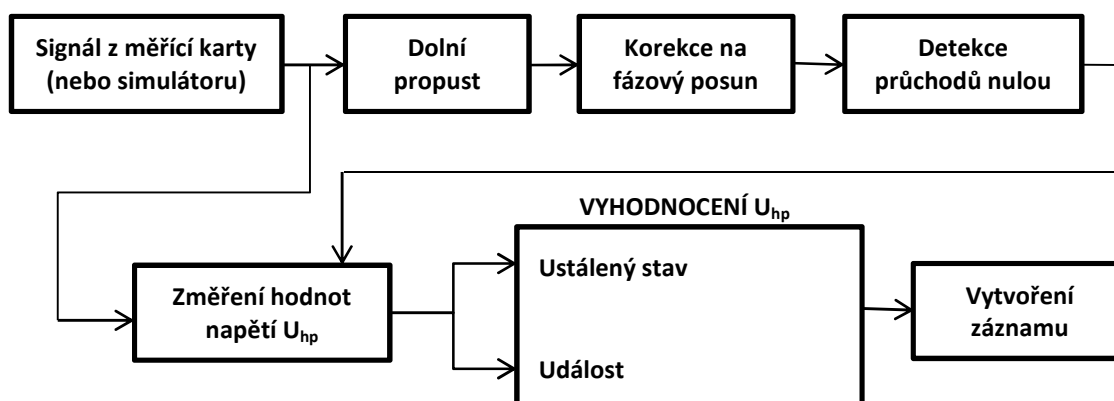 Signál z měřící karty
(nebo simulátoru)
Dolní
propust
Korekce na
fázový posun
Detekce
průchodů nulou
VYHODNOCENÍ Uhp
Ustálený stav
Změření hodnot
napětí Uhp
Vytvoření
záznamu
Událost